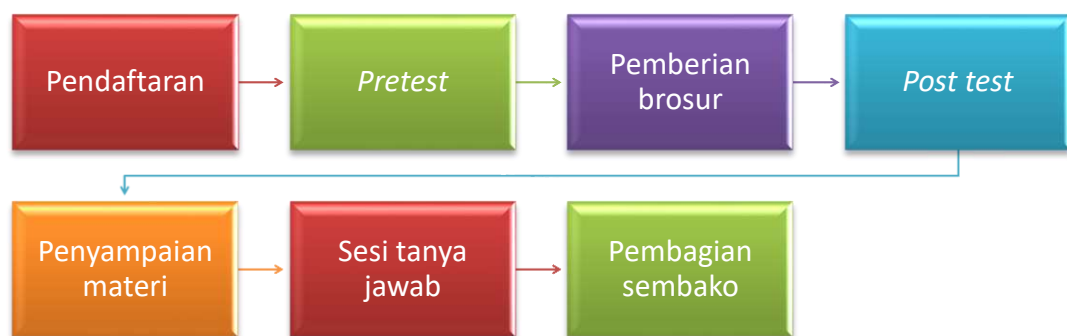 Pendaftaran
Pretest
Pemberian
brosur
Post test
Penyampaian
materi
Sesi tanya
jawab
Pembagian
sembako